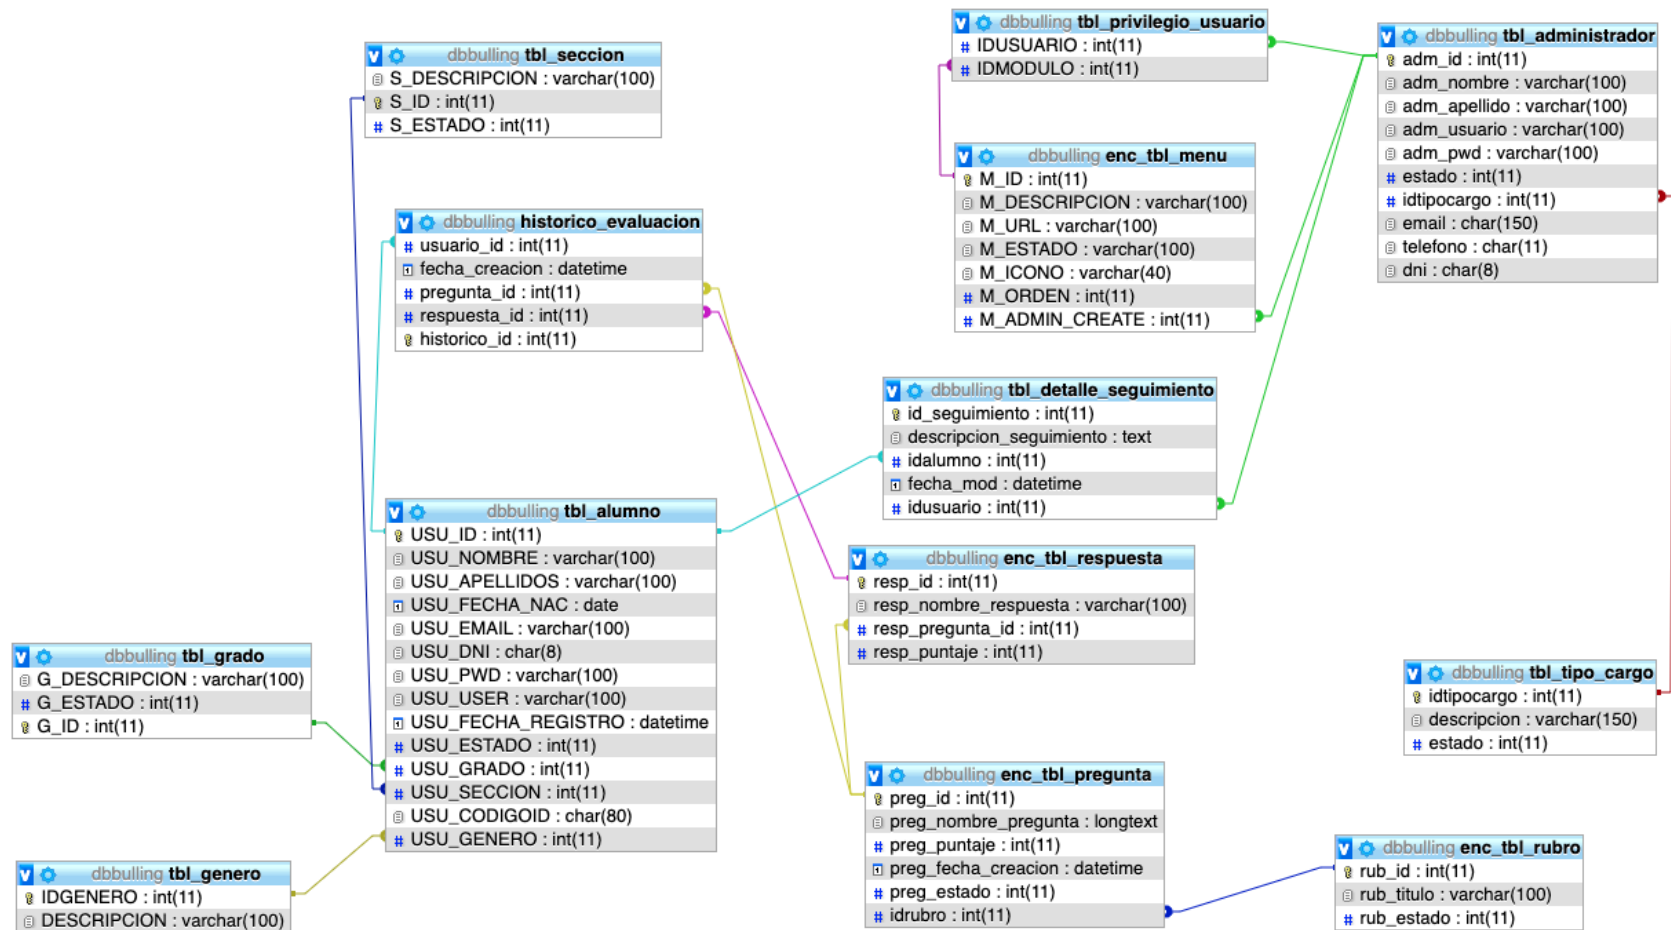 dbbulling tbl_seccion
S_DESCRIPCION : varchar(100)
S_ID : int(11)
S_ESTADO : int(11)
dbbulling tbl_privilegio_usuario
IDUSUARIO : int(11)
IDMODULO : int(11)
dbbulling tbl_administrador
adm_id : int(11)
adm_nombre : varchar(100)
adm_apellido : varchar(100)
adm_usuario : varchar(100)
adm_pwd : varchar(100)
estado : int(11)
idtipocargo : int(11)
email : char(150)
telefono : char(11)
dni : char(8)
dbbulling enc_tbl_menu
M_ID : int(11)
M_DESCRIPCION : varchar(100)
M_URL : varchar(100)
M_ESTADO : varchar(100)
M_ICONO : varchar(40)
M_ORDEN : int(11)
M_ADMIN_CREATE : int(11)
dbbulling historico_evaluacion
usuario_id : int(11)
fecha_creacion : datetime
pregunta_id : int(11)
respuesta_id : int(11)
historico_id : int(11)
dbbulling tbl_detalle_seguimiento
id_seguimiento : int(11)
descripcion_seguimiento : text
idalumno : int(11)
fecha_mod : datetime
idusuario : int(11)
dbbulling tbl_alumno
USU_ID : int(11)
USU_NOMBRE : varchar(100)
USU_APELLIDOS : varchar(100)
USU_FECHA_NAC : date
USU_EMAIL : varchar(100)
USU_DNI : char(8)
USU_PWD : varchar(100)
USU_USER : varchar(100)
USU_FECHA_REGISTRO : datetime
USU_ESTADO : int(11)
USU_GRADO : int(11)
USU_SECCION : int(11)
USU_CODIGOID : char(80)
USU_GENERO : int(11)
dbbulling enc_tbl_respuesta
resp_id : int(11)
resp_nombre_respuesta : varchar(100)
resp_pregunta_id : int(11)
resp_puntaje : int(11)
dbbulling tbl_grado
G_DESCRIPCION : varchar(100)
G_ESTADO : int(11)
G_ID : int(11)
dbbulling tbl_tipo_cargo
idtipocargo : int(11)
descripcion : varchar(150)
estado : int(11)
dbbulling enc_tbl_pregunta
preg_id : int(11)
preg_nombre_pregunta : longtext
preg_puntaje : int(11)
preg_fecha_creacion : datetime
preg_estado : int(11)
idrubro : int(11)
dbbulling enc_tbl_rubro
rub_id : int(11)
rub_titulo : varchar(100)
rub_estado : int(11)
dbbulling tbl_genero
IDGENERO : int(11)
DESCRIPCION : varchar(100)